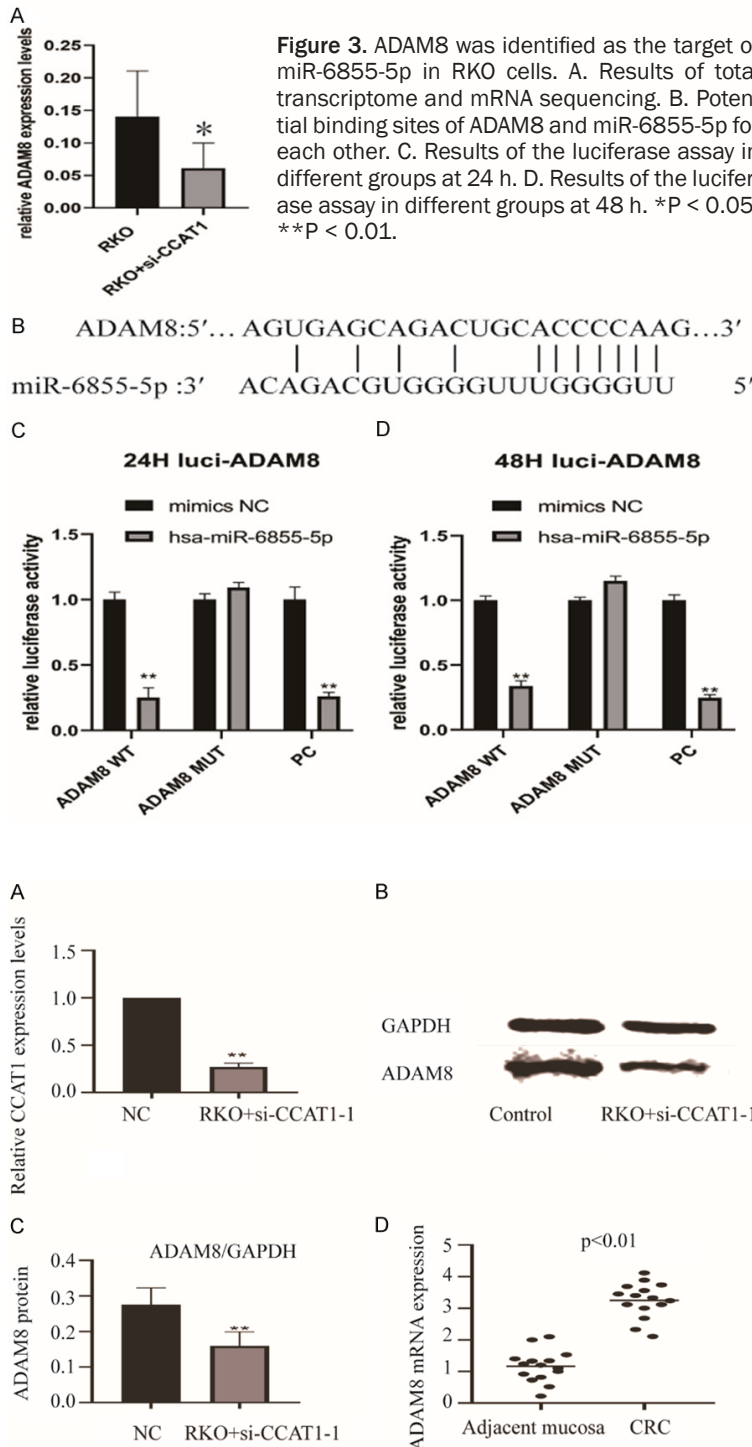 A
relative ADAM8 expression levels
0.25
0.20
0.15
0.10
0.05
0.00
*
RKO
RKO+si-CCAT1
Figure 3. ADAM8 was identified as the target o
miR-6855-5p in RKO cells. A. Results of tota
transcriptome and mRNA sequencing. B. Poten
tial binding sites of ADAM8 and miR-6855-5p fo
each other. C. Results of the luciferase assay in
different groups at 24 h. D. Results of the lucifer
ase assay in different groups at 48 h. *P < 0.05
**P < 0.01.
B
ADAM8:5′... AGUGAGCAGACUGCACCCCAAG...3′
miR-6855-5p :3′ ACAGACGUGGGGUUUGGGGUU 5′
C
24H luci-ADAM8
mimics NC
hsa-miR-6855-5p
relative luciferase activity
1.5
1.0
0.5
0.0
**
**
ADAM8 WT
ADAM8 MUT
PC
D
48H luci-ADAM8
mimics NC
hsa-miR-6855-5p
relative luciferase activity
1.5
1.0
0.5
0.0
**
**
ADAM8 WT
ADAM8 MUT
PC
A
Relative CCAT1 expression levels
1.5
1.0
0.5
0.0
**
NC
RKO+si-CCAT1-1
B
GAPDH
ADAM8
Control
RKO+si-CCAT1-1
C
ADAM8/GAPDH
ADAM8 protein
0.4
0.3
0.2
0.1
0.0
**
NC
RKO+si-CCAT1-1
D
ADAM8 mRNA expression
5
4
3
2
1
0
p<0.01
Adjacent mucosa
CRC